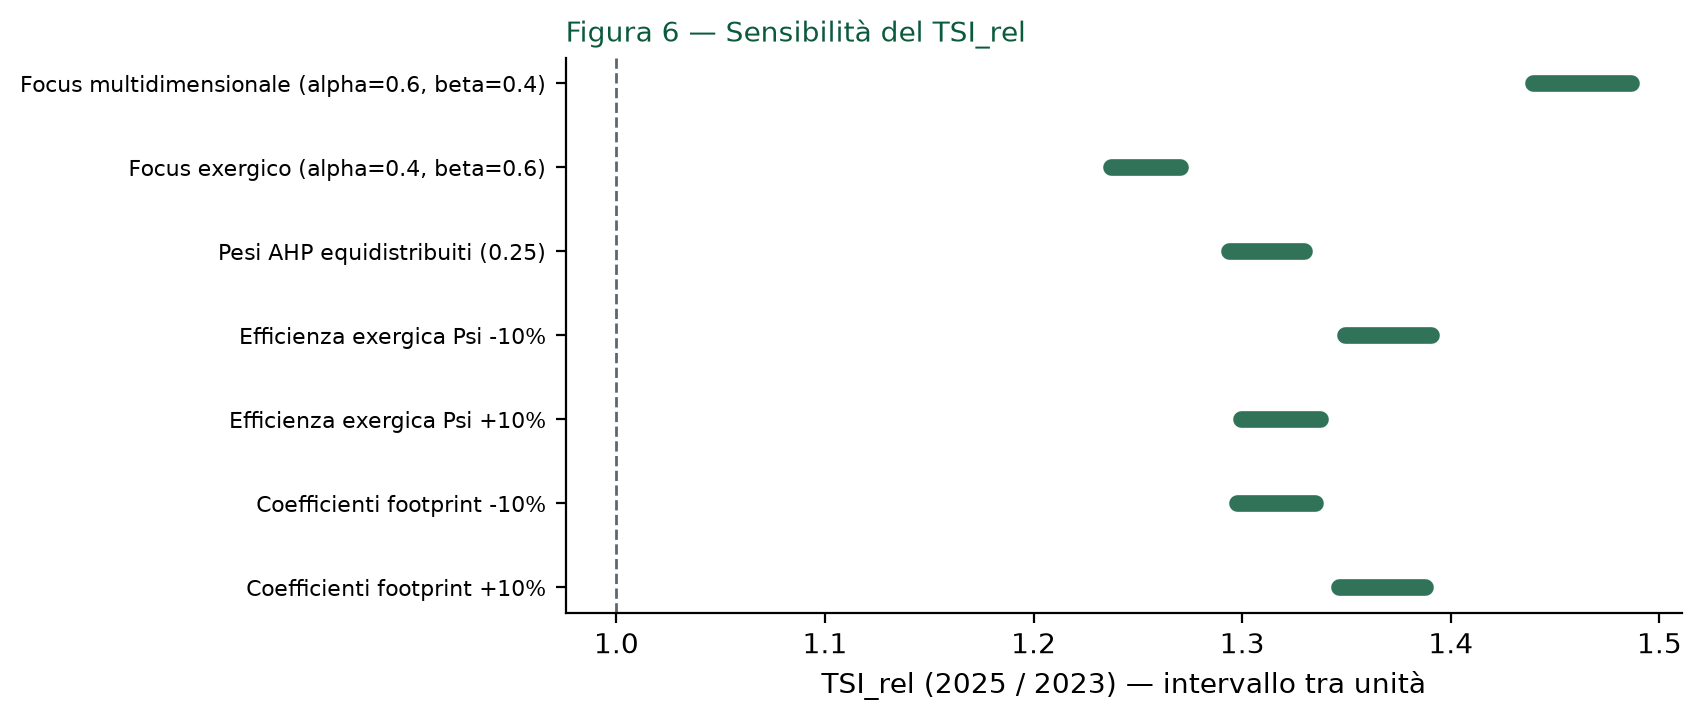 Figura 6 — Sensibilità del TSI_rel
Focus multidimensionale (alpha=0.6, beta=0.4)
Focus exergico (alpha=0.4, beta=0.6)
Pesi AHP equidistribuiti (0.25)
Efficienza exergica Psi -10%
Efficienza exergica Psi +10%
Coefficienti footprint -10%
Coefficienti footprint +10%
1.0 1.1 1.2 1.3 1.4 1.5
TSI_rel (2025 / 2023) — intervallo tra unità